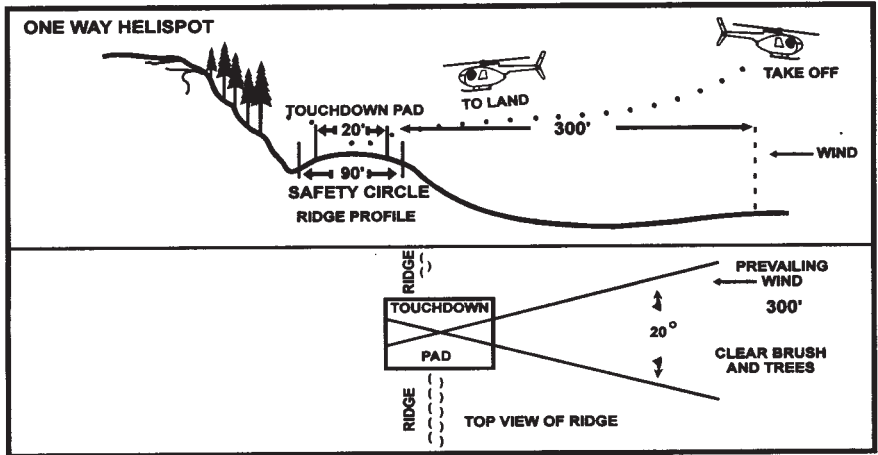 ONE WAY HELISPOT
TAKE OFF
TO LAND
TOUCHDOWN PAD
20'
300'
WIND
90'
SAFETY CIRCLE
RIDGE PROFILE
RIDGE
PREVAILING
WIND
TOUCHDOWN
300'
20°
PAD
CLEAR BRUSH
AND TREES
RIDGE
TOP VIEW OF RIDGE